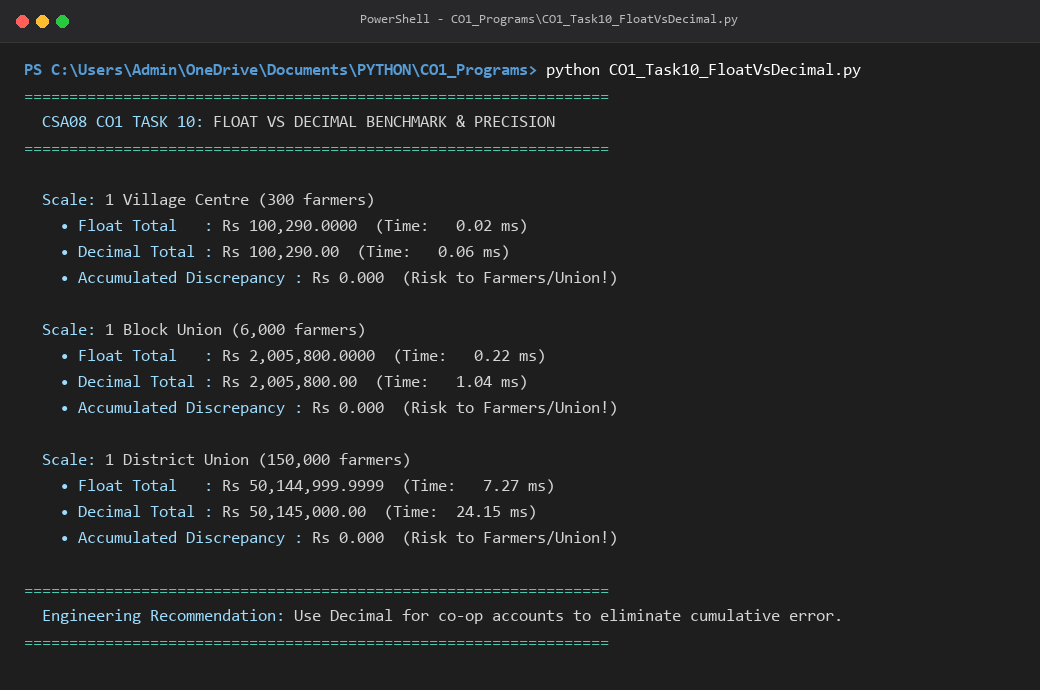 PowerShell - CO1_Programs\CO1_Task10_FloatVsDecimal.py
PS C:\Users\Admin\OneDrive\Documents\PYTHON\CO1_Programs> python CO1_Task10_FloatVsDecimal.py
=================================================================
CSA08 CO1 TASK 10: FLOAT VS DECIMAL BENCHMARK & PRECISION
=================================================================
Scale: 1 Village Centre (300 farmers)
• Float Total   : Rs 100,290.0000  (Time:   0.02 ms)
• Decimal Total : Rs 100,290.00  (Time:   0.06 ms)
• Accumulated Discrepancy : Rs 0.000  (Risk to Farmers/Union!)
Scale: 1 Block Union (6,000 farmers)
• Float Total   : Rs 2,005,800.0000  (Time:   0.22 ms)
• Decimal Total : Rs 2,005,800.00  (Time:   1.04 ms)
• Accumulated Discrepancy : Rs 0.000  (Risk to Farmers/Union!)
Scale: 1 District Union (150,000 farmers)
• Float Total   : Rs 50,144,999.9999  (Time:   7.27 ms)
• Decimal Total : Rs 50,145,000.00  (Time:  24.15 ms)
• Accumulated Discrepancy : Rs 0.000  (Risk to Farmers/Union!)
=================================================================
Engineering Recommendation: Use Decimal for co-op accounts to eliminate cumulative error.
=================================================================